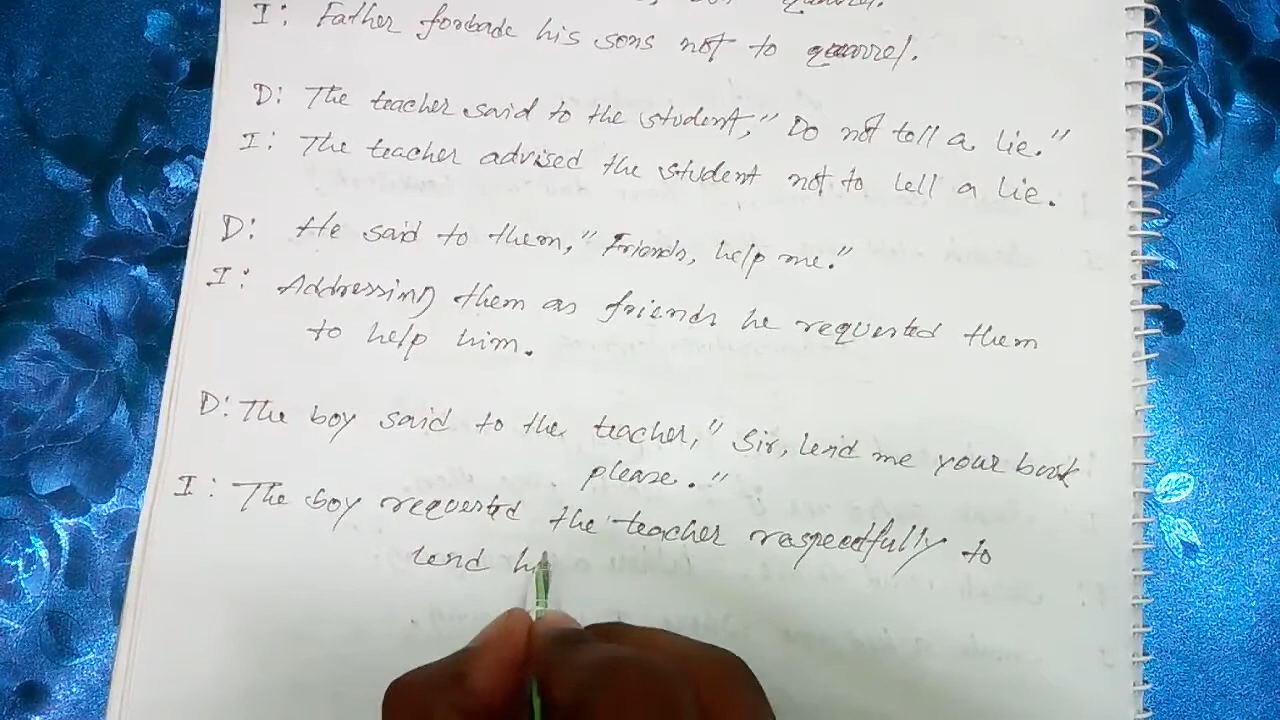 quarrel.
I: Father forbade his sons not to quarrel.
D: The teacher said to the student, "Do not tell a lie."
I: The teacher advised the student not to tell a lie.
D: He said to them, "Friends, help me."
I: Addressing them as friends he requested them
to help him.
D: The boy said to the teacher, "Sir, lend me your book
please."
I: The boy requested the teacher respectfully to
lend h